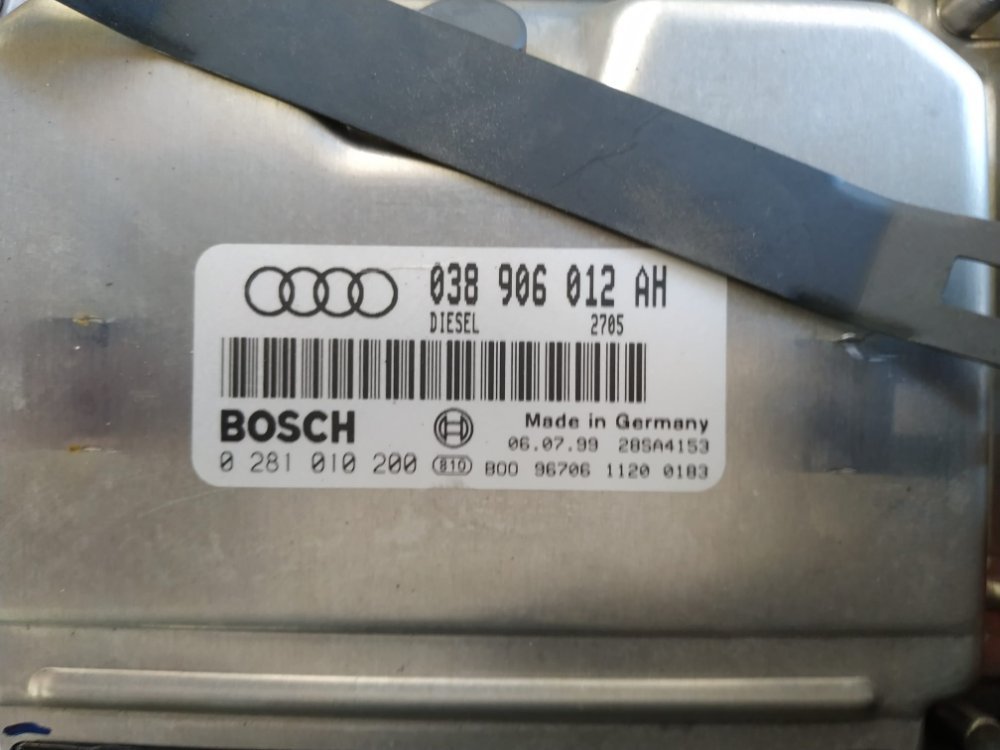 038 906 012 AH
DIESEL 2705
BOSCH
Made in Germany
06.07.99 28SA4153
0 281 010 200 810 B00 96706 1120 0183